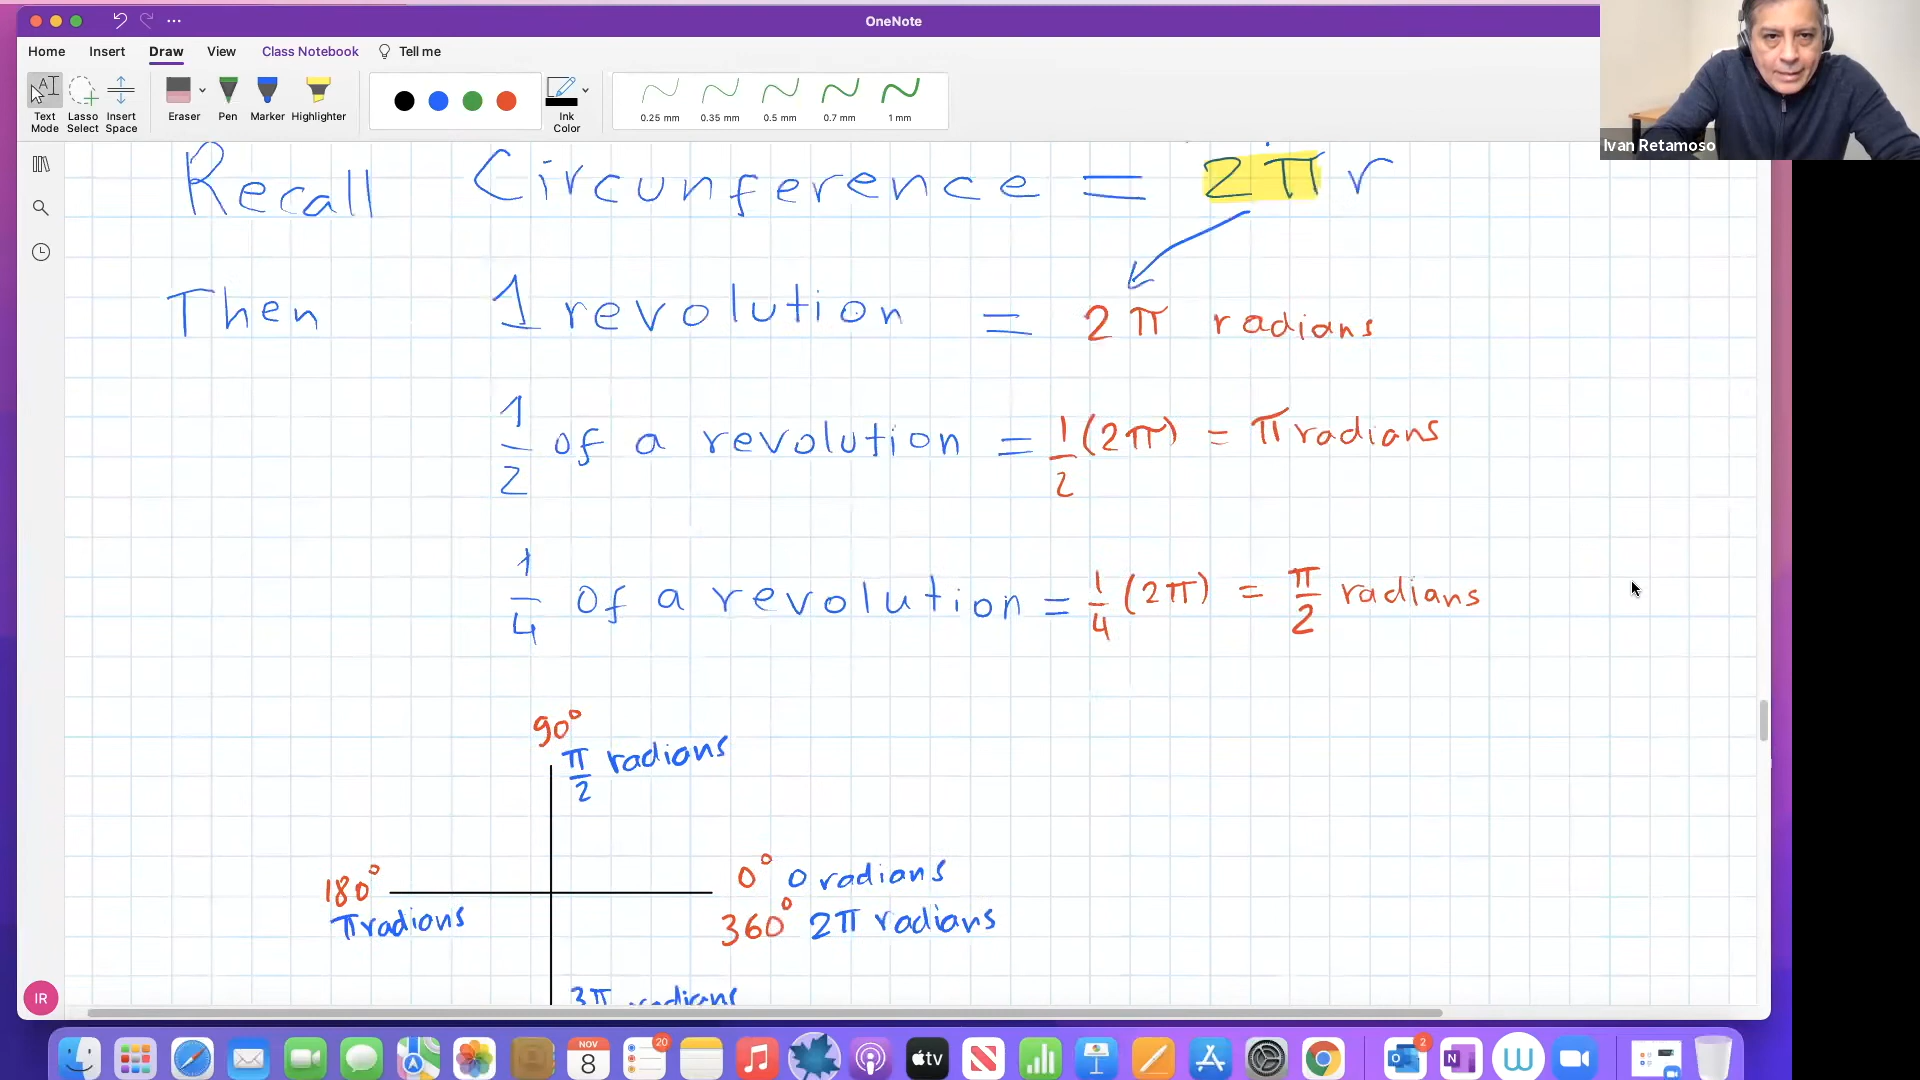 OneNote
Home Insert Draw View Class Notebook Tell me
Text Mode
Lasso Select
Insert Space
Eraser
Pen
Marker
Highlighter
Ink Color
0.25 mm 0.35 mm 0.5 mm 0.7 mm 1 mm
Ivan Retamoso
Recall Circunference = 2π r
Then 1 revolution = 2π radians
1/2 of a revolution = 1/2 (2π) = π radians
1/4 of a revolution = 1/4 (2π) = π/2 radians
90°
π/2 radians
180°
π radians
0° 0 radians
360° 2π radians
3π radians
IR
NOV
8
20
tv
2
N
W